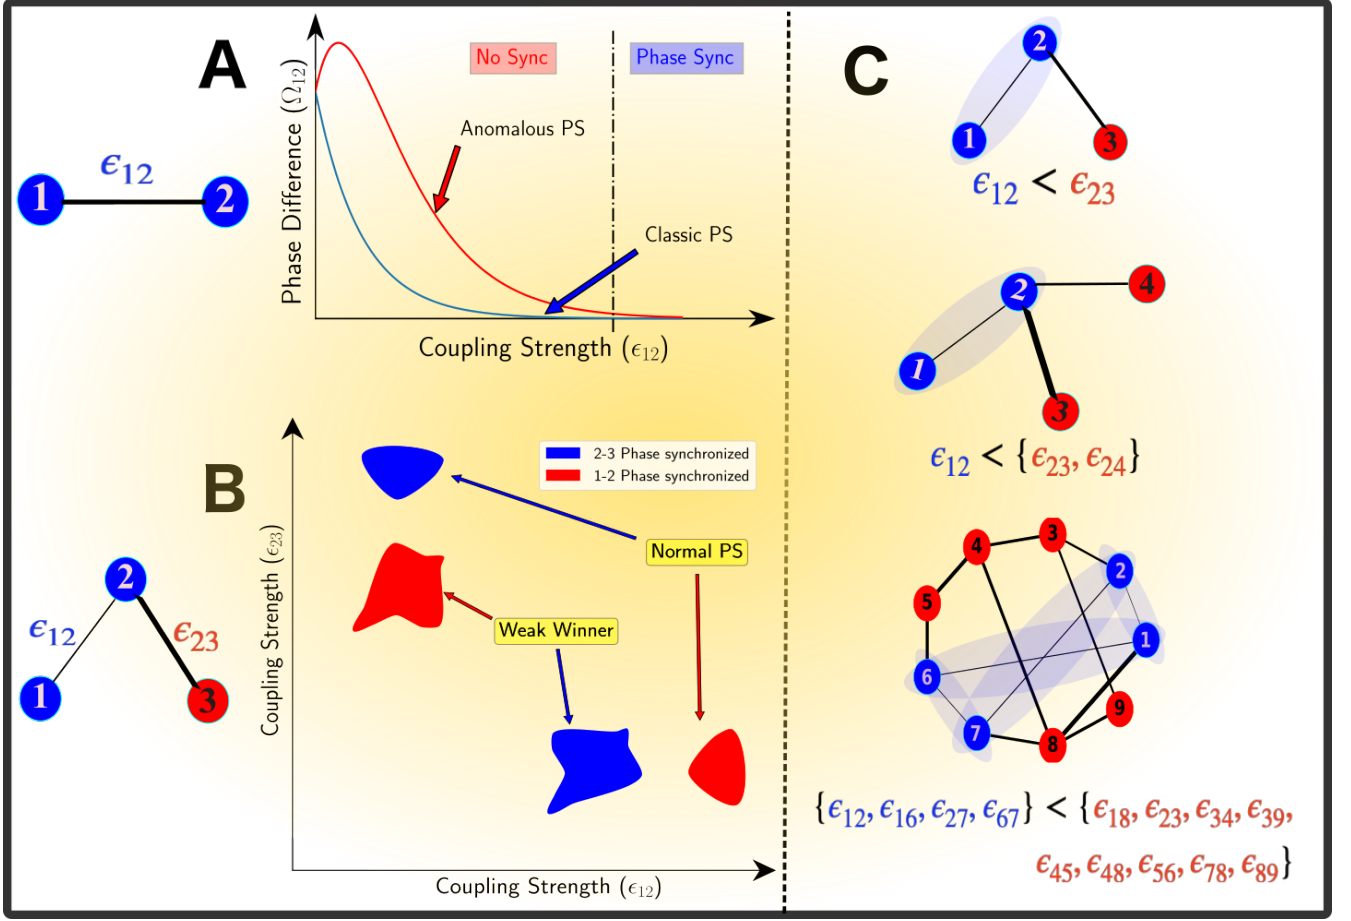 A
Phase Difference (Ω₁₂)
No Sync
Phase Sync
Anomalous PS
Classic PS
Coupling Strength (ϵ₁₂)
ϵ₁₂
1
2
B
Coupling Strength (ϵ₂₃)
2-3 Phase synchronized
1-2 Phase synchronized
Normal PS
Weak Winner
Coupling Strength (ϵ₁₂)
2
ϵ₁₂
ϵ₂₃
1
3
C
2
1
3
ϵ₁₂ < ϵ₂₃
2
4
1
3
ϵ₁₂ < {ϵ₂₃, ϵ₂₄}
3
4
2
5
1
6
9
7
8
{ϵ₁₂, ϵ₁₆, ϵ₂₇, ϵ₆₇} < {ϵ₁₈, ϵ₂₃, ϵ₃₄, ϵ₃₉,
ϵ₄₅, ϵ₄₈, ϵ₅₆, ϵ₇₈, ϵ₈₉}